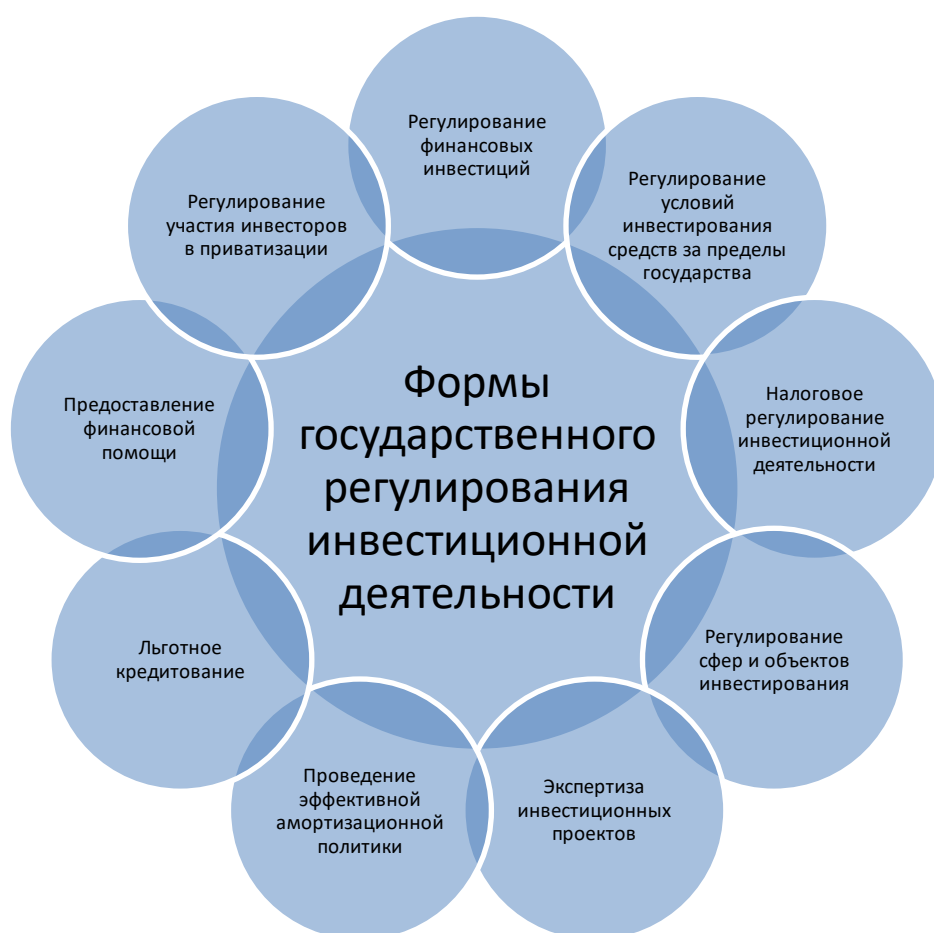 Регулирование
финансовых
инвестиций
Регулирование
условий
инвестирования
средств за пределы
государства
Налоговое
регулирование
инвестиционной
деятельности
Регулирование
сфер и объектов
инвестирования
Экспертиза
инвестиционных
проектов
Проведение
эффективной
амортизационной
политики
Льготное
кредитование
Предоставление
финансовой
помощи
Регулирование
участия инвесторов
в приватизации
Формы
государственного
регулирования
инвестиционной
деятельности